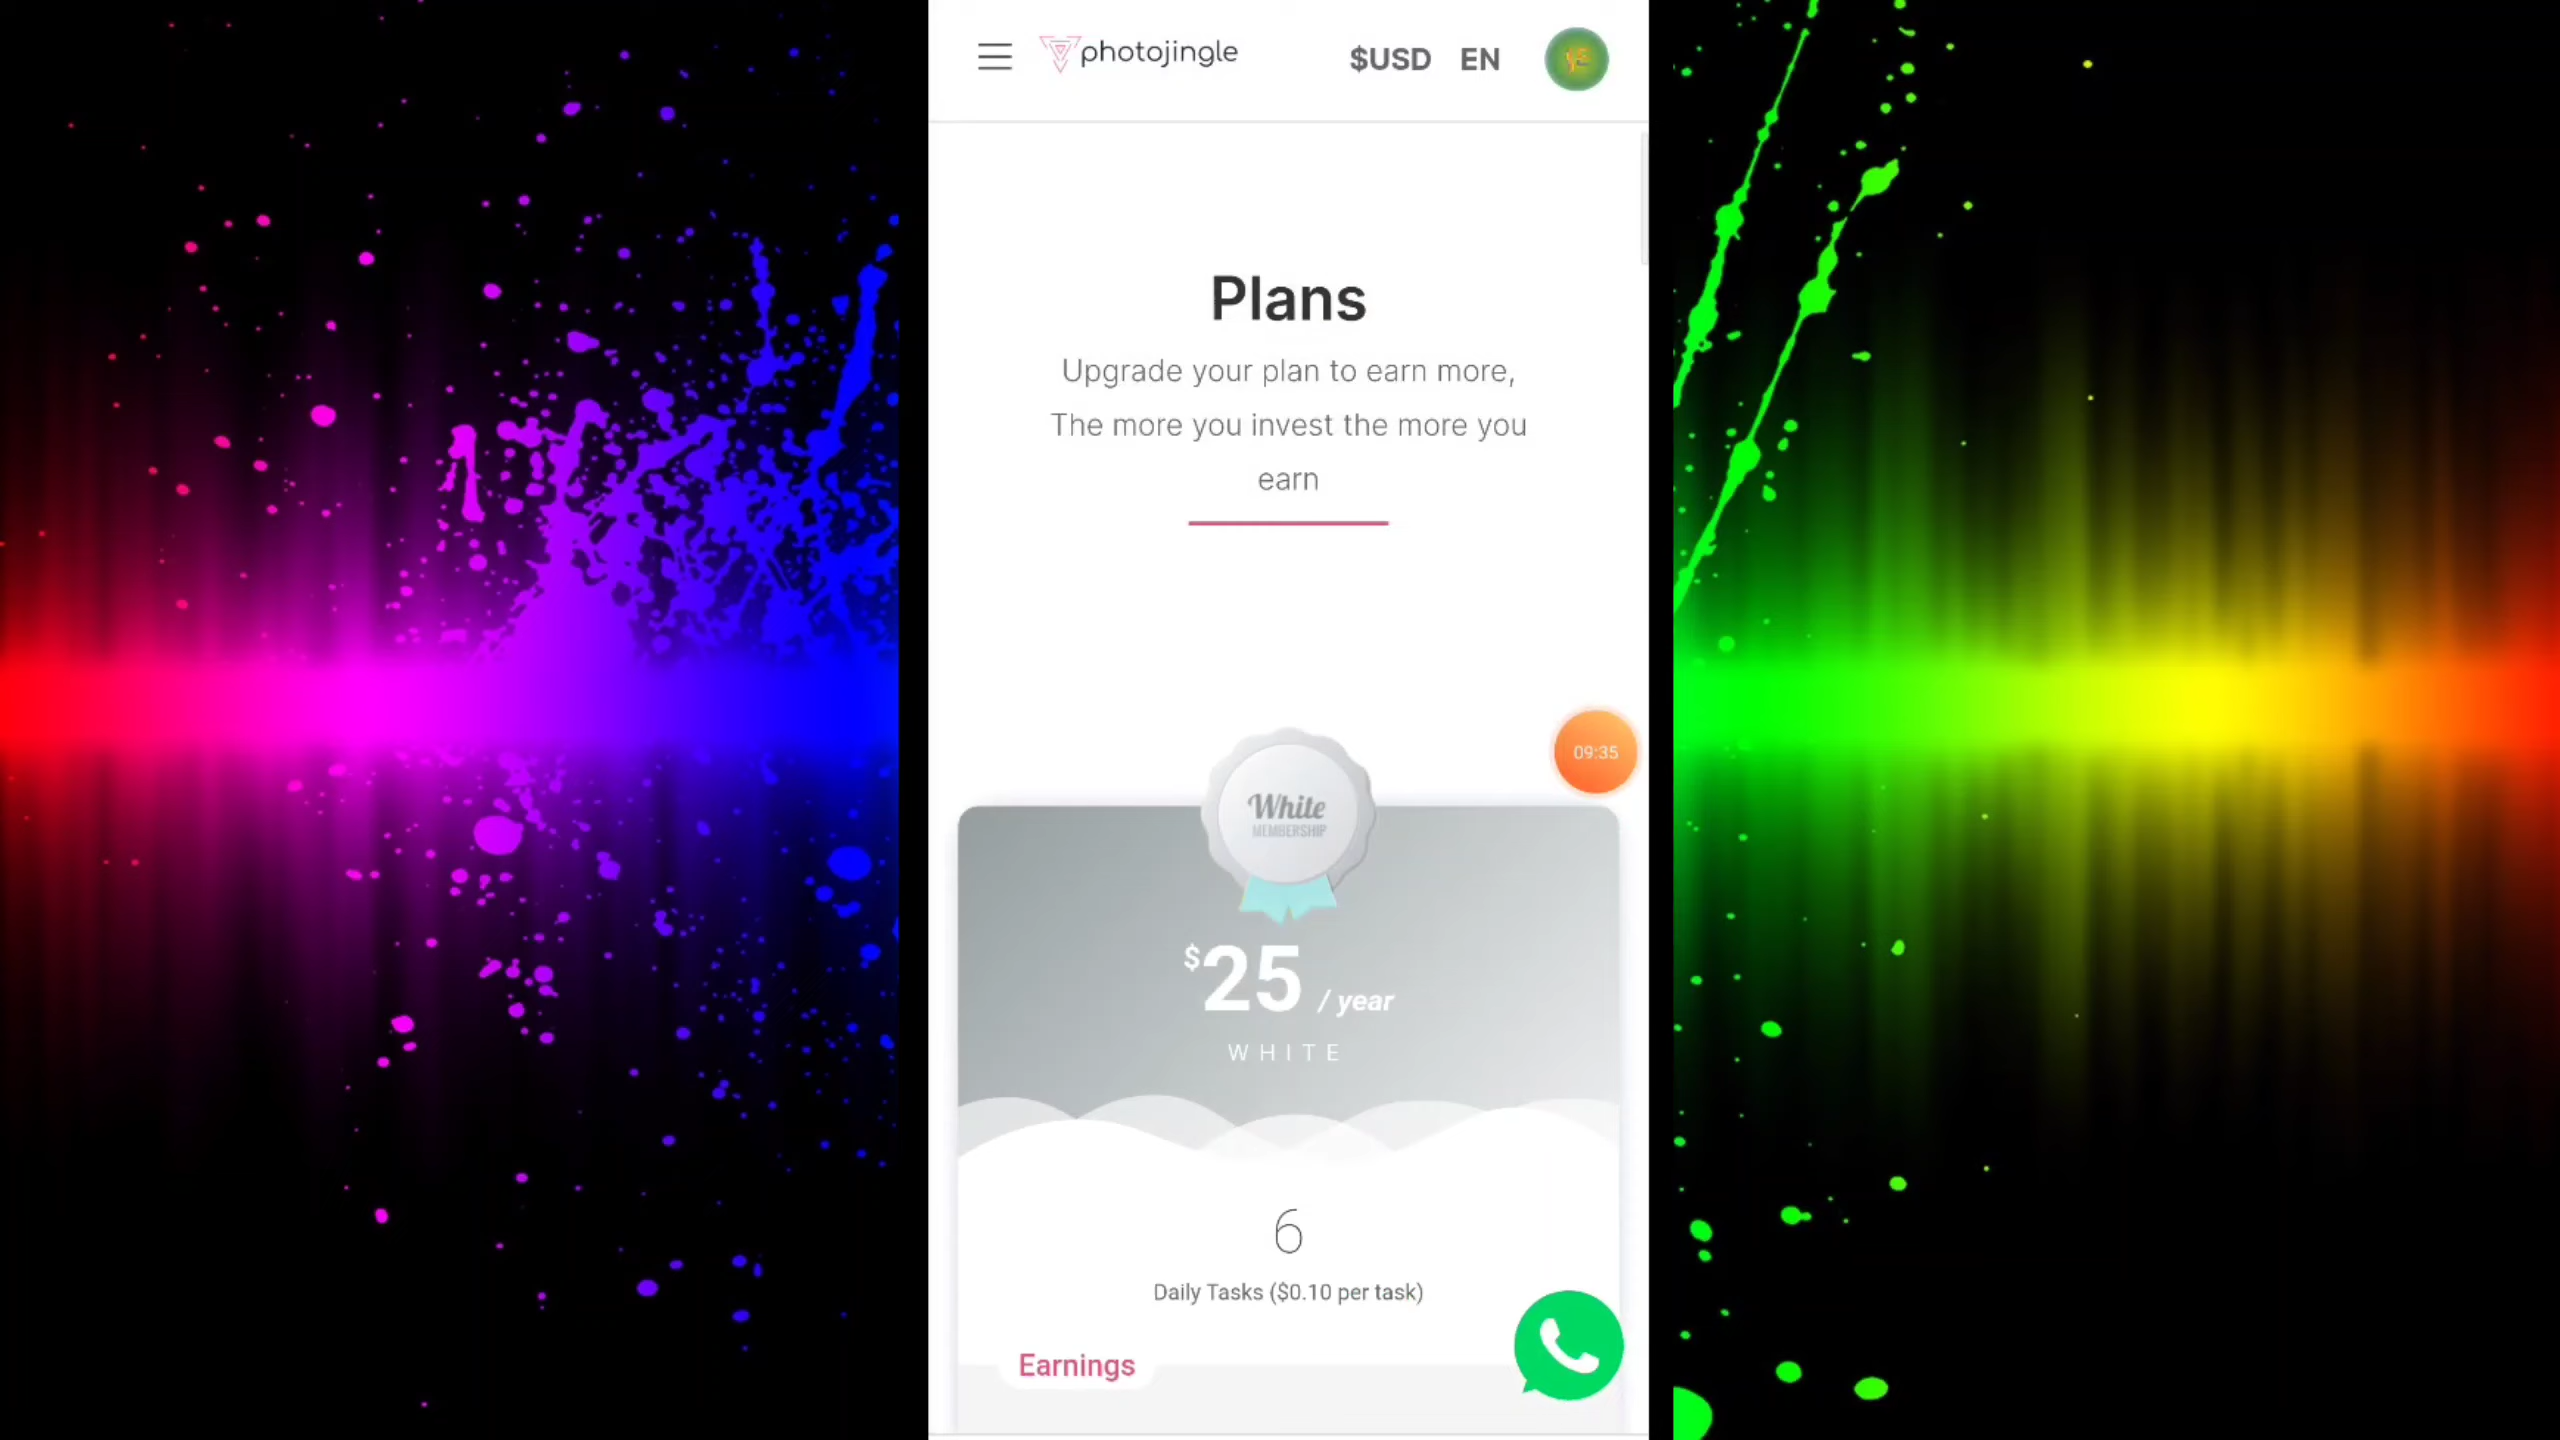 photojingle $USD EN
Plans
Upgrade your plan to earn more,
The more you invest the more you
earn
09:35
White
MEMBERSHIP
$25 / year
WHITE
6
Daily Tasks ($0.10 per task)
Earnings